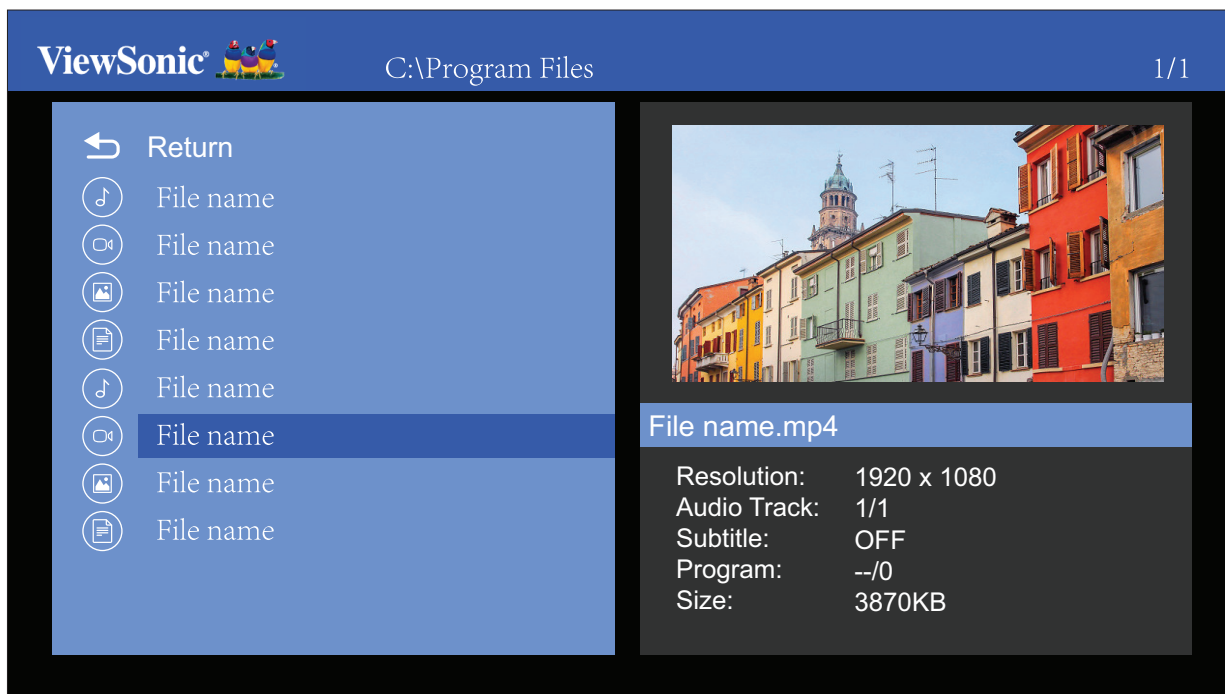 ViewSonic® C:\Program Files 1/1
Return
File name
File name
File name
File name
File name
File name
File name
File name
File name.mp4
Resolution: 1920 x 1080
Audio Track: 1/1
Subtitle: OFF
Program: --/0
Size: 3870KB